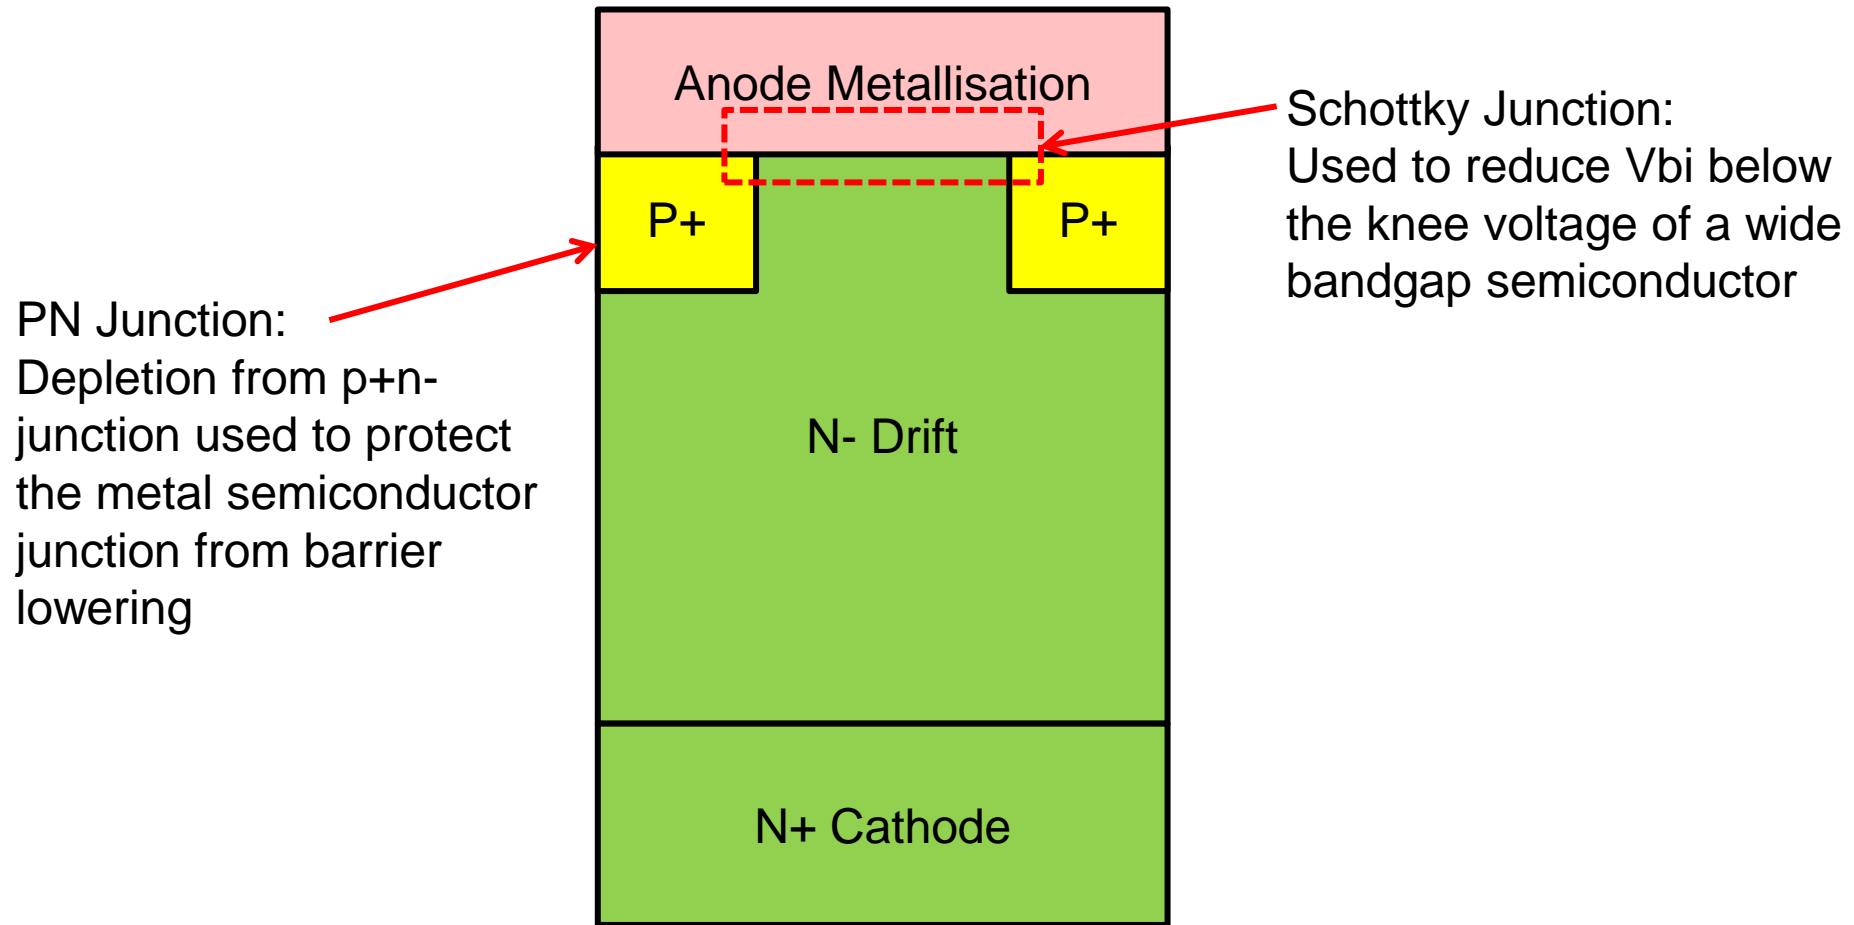 Anode Metallisation
Schottky Junction:
Used to reduce Vbi below
the knee voltage of a wide
bandgap semiconductor
P+
P+
PN Junction:
Depletion from p+n-
junction used to protect
the metal semiconductor
junction from barrier
lowering
N- Drift
N+ Cathode